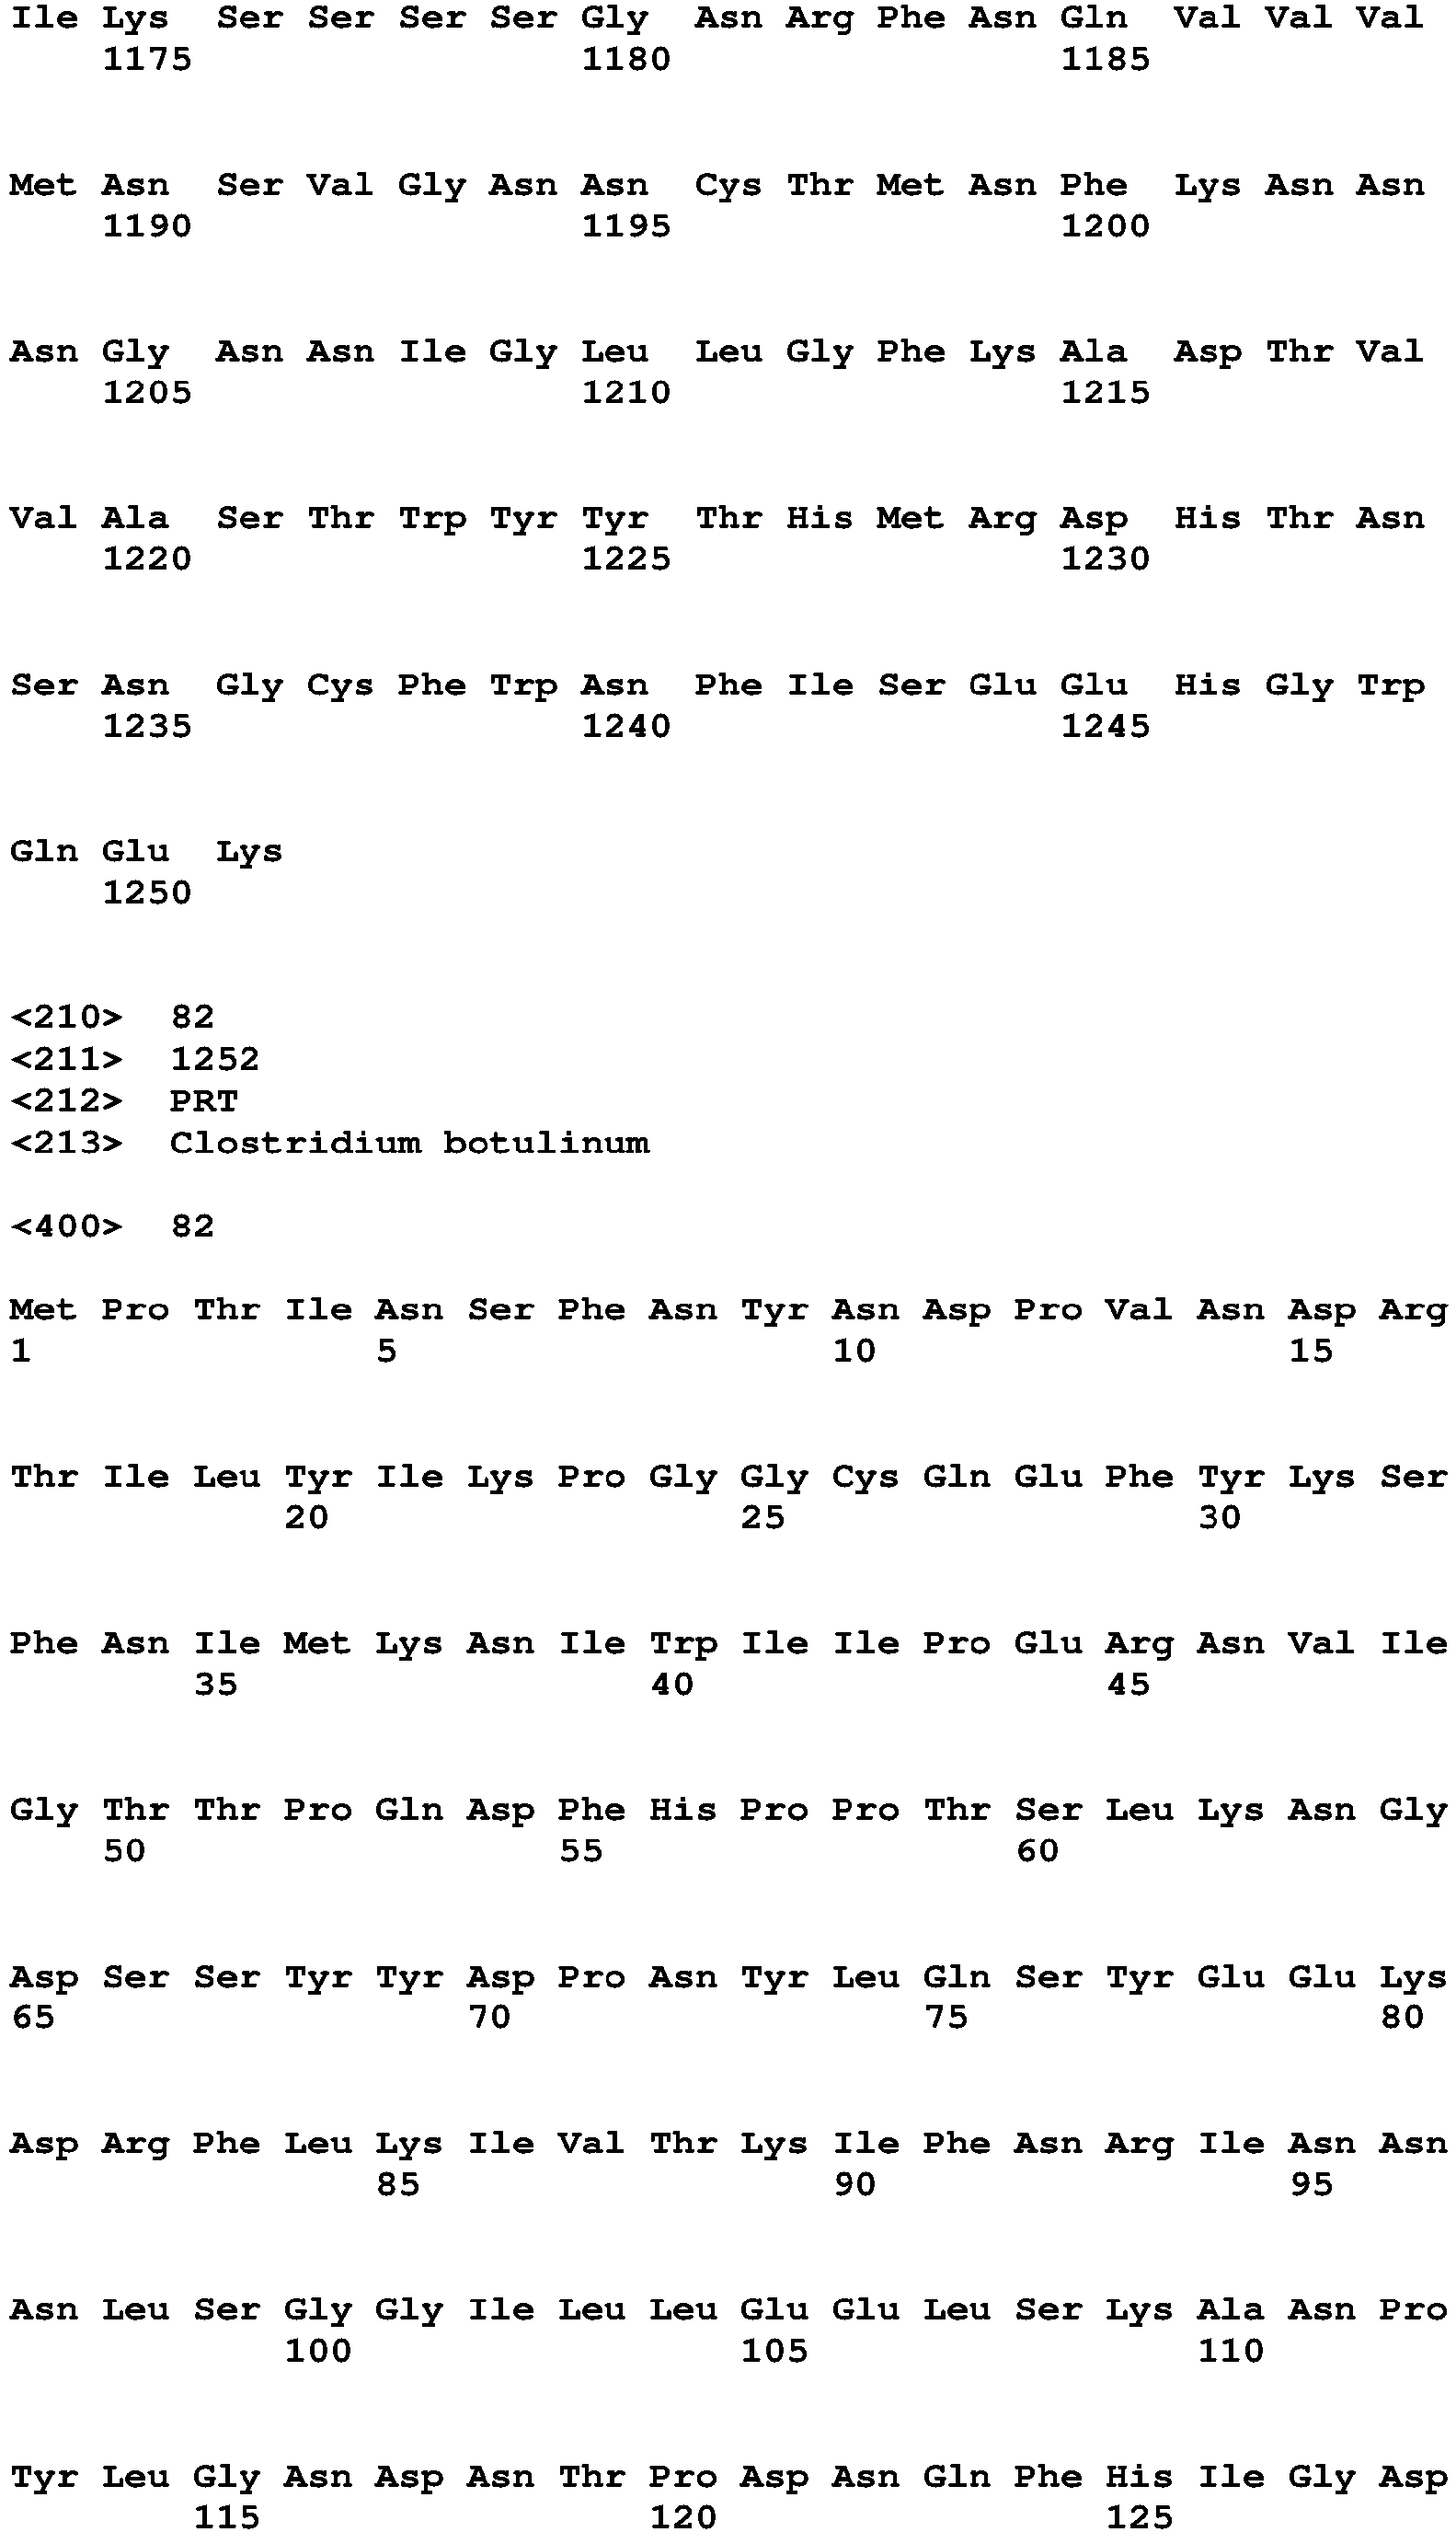 Ile Lys Ser Ser Ser Ser Gly Asn Arg Phe Asn Gln Val Val Val
1175 1180 1185
Met Asn Ser Val Gly Asn Asn Cys Thr Met Asn Phe Lys Asn Asn
1190 1195 1200
Asn Gly Asn Asn Ile Gly Leu Leu Gly Phe Lys Ala Asp Thr Val
1205 1210 1215
Val Ala Ser Thr Trp Tyr Tyr Thr His Met Arg Asp His Thr Asn
1220 1225 1230
Ser Asn Gly Cys Phe Trp Asn Phe Ile Ser Glu Glu His Gly Trp
1235 1240 1245
Gln Glu Lys
1250
<210> 82
<211> 1252
<212> PRT
<213> Clostridium botulinum
<400> 82
Met Pro Thr Ile Asn Ser Phe Asn Tyr Asn Asp Pro Val Asn Asp Arg
1 5 10 15
Thr Ile Leu Tyr Ile Lys Pro Gly Gly Cys Gln Glu Phe Tyr Lys Ser
20 25 30
Phe Asn Ile Met Lys Asn Ile Trp Ile Ile Pro Glu Arg Asn Val Ile
35 40 45
Gly Thr Thr Pro Gln Asp Phe His Pro Pro Thr Ser Leu Lys Asn Gly
50 55 60
Asp Ser Ser Tyr Tyr Asp Pro Asn Tyr Leu Gln Ser Tyr Glu Glu Lys
65 70 75 80
Asp Arg Phe Leu Lys Ile Val Thr Lys Ile Phe Asn Arg Ile Asn Asn
85 90 95
Asn Leu Ser Gly Gly Ile Leu Leu Glu Glu Leu Ser Lys Ala Asn Pro
100 105 110
Tyr Leu Gly Asn Asp Asn Thr Pro Asp Asn Gln Phe His Ile Gly Asp
115 120 125